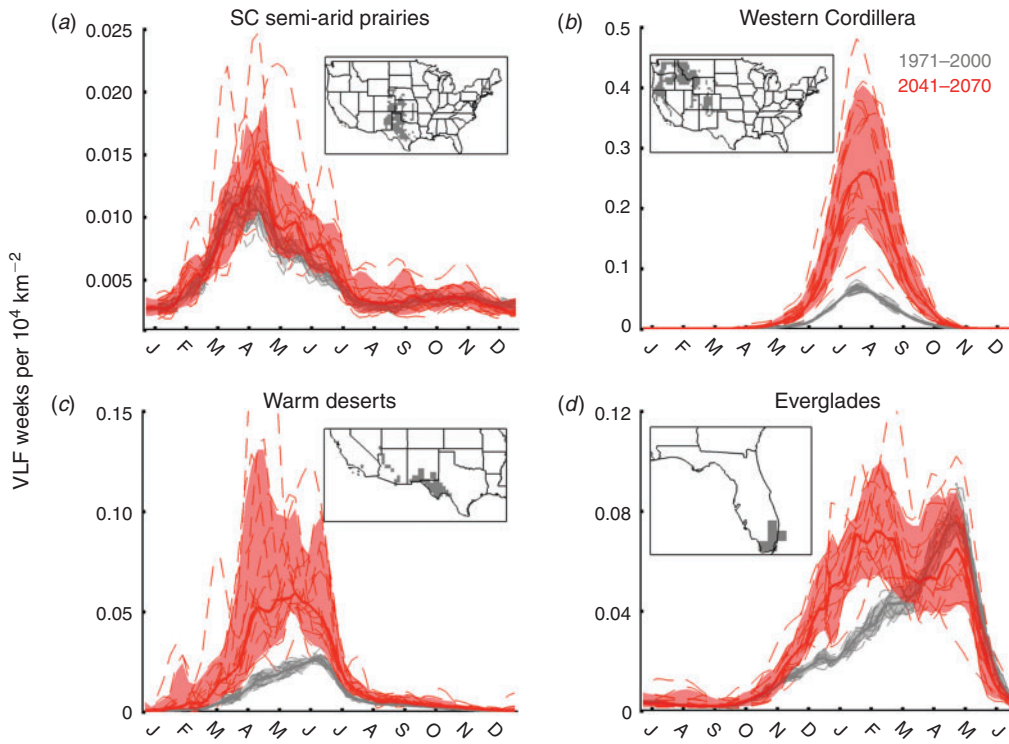 (a) SC semi-arid prairies
0.025
0.020
0.015
0.010
0.005
J F M A M J J A S O N D
(b) Western Cordillera
1971–2000
2041–2070
0.5
0.4
0.3
0.2
0.1
0
J F M A M J J A S O N D
VLF weeks per 10⁴ km⁻²
(c) Warm deserts
0.15
0.10
0.05
0
J F M A M J J A S O N D
(d) Everglades
0.12
0.08
0.04
0
J A S O N D J F M A M J